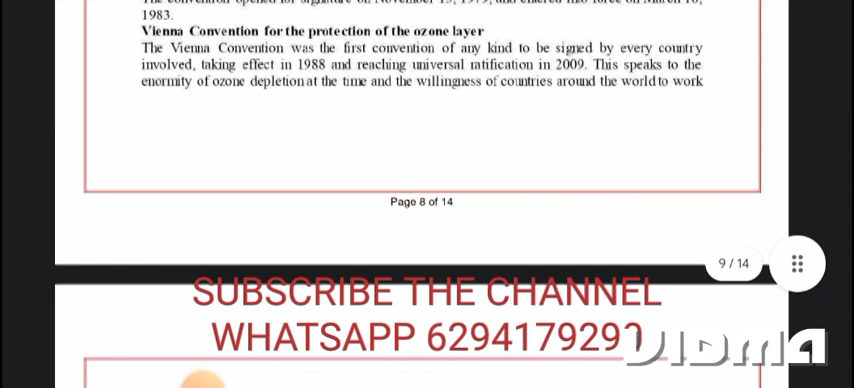 1983.
Vienna Convention for the protection of the ozone layer
The Vienna Convention was the first convention of any kind to be signed by every country
involved, taking effect in 1988 and reaching universal ratification in 2009. This speaks to the
enormity of ozone depletion at the time and the willingness of countries around the world to work
Page 8 of 14
9 / 14
SUBSCRIBE THE CHANNEL
WHATSAPP 629417929
VIDMA